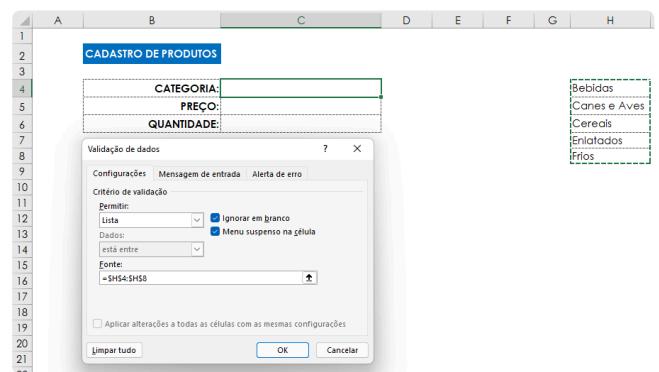 A B C D E F G H
1
2 CADASTRO DE PRODUTOS
3
4 CATEGORIA: Bebidas
5 PREÇO: Canes e Aves
6 QUANTIDADE: Cereais
7 Enlatados
8 Frios
9
10
11
12
13
14
15
16
17
18
19
20
21
Validação de dados ? ×
Configurações Mensagem de entrada Alerta de erro
Critério de validação
Permitir:
Lista Ignorar em branco
Dados: Menu suspenso na célula
está entre
Fonte:
=$H$4:$H$8
Aplicar alterações a todas as células com as mesmas configurações
Limpar tudo OK Cancelar